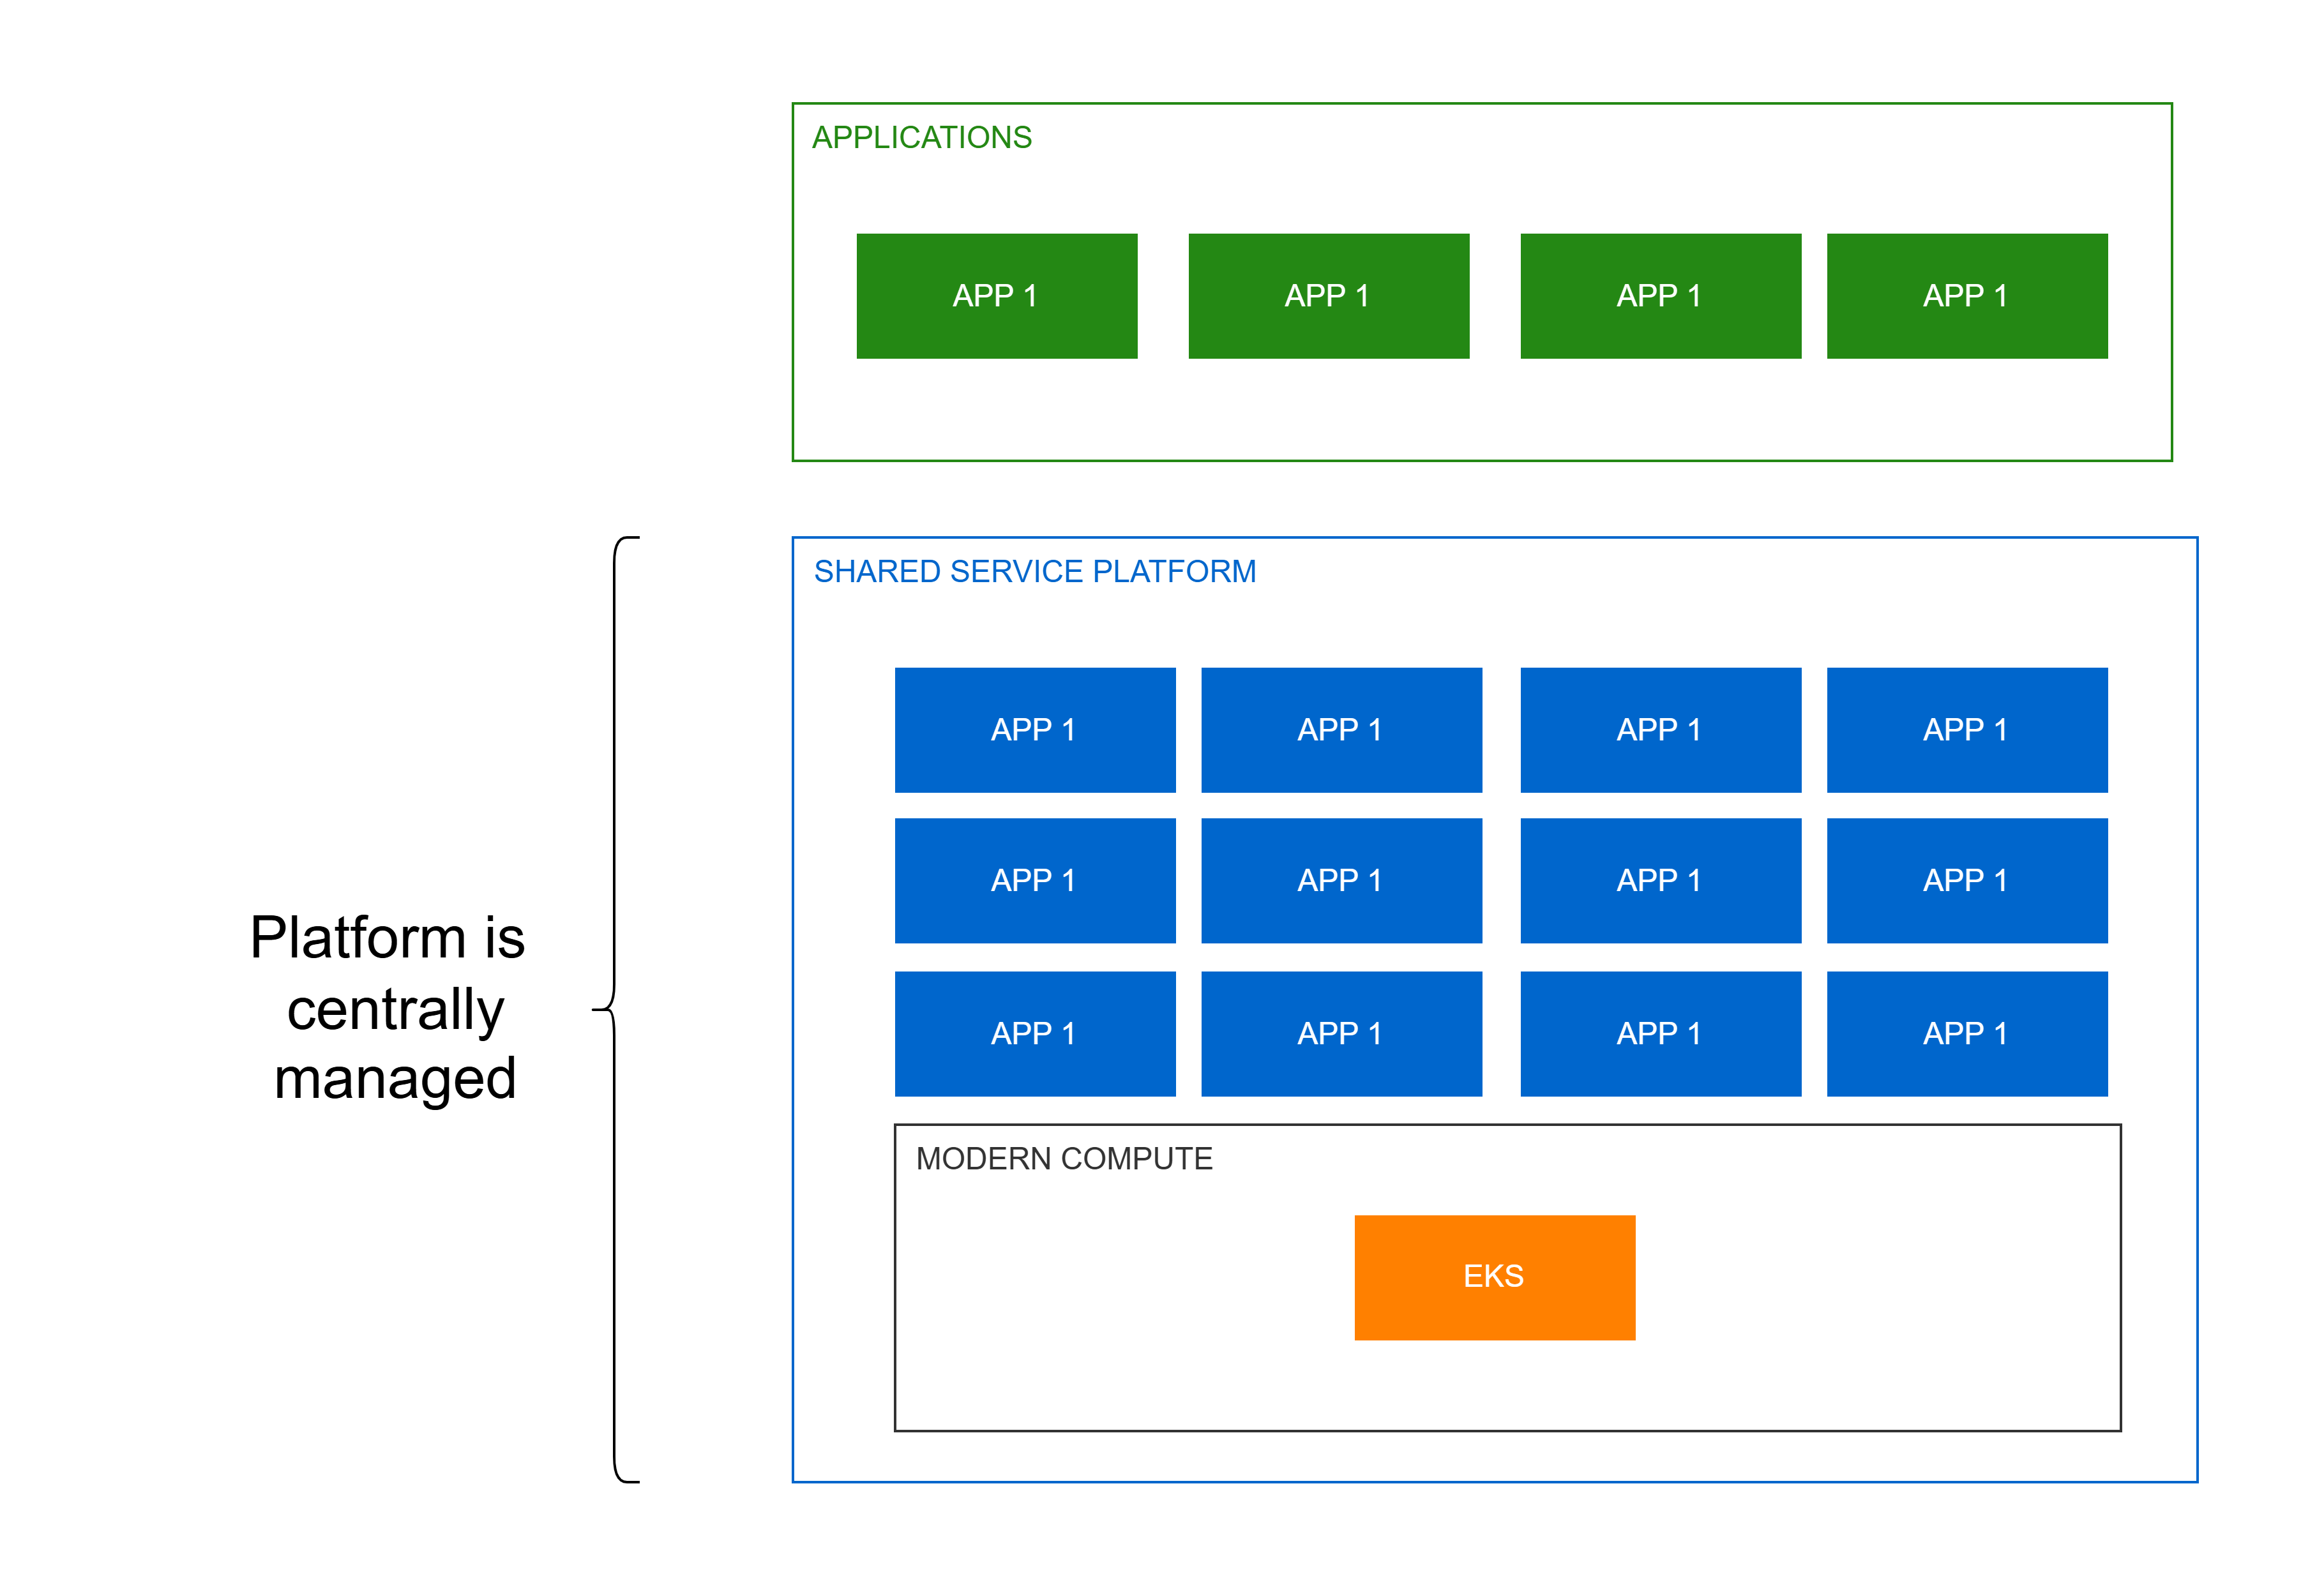 APPLICATIONS
APP 1 APP 1 APP 1 APP 1
SHARED SERVICE PLATFORM
APP 1 APP 1 APP 1 APP 1
APP 1 APP 1 APP 1 APP 1
APP 1 APP 1 APP 1 APP 1
Platform is
centrally
managed
MODERN COMPUTE
EKS